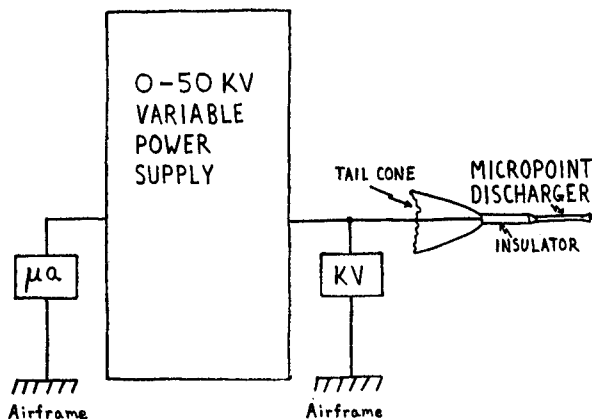 0-50 KV
VARIABLE
POWER
SUPPLY
TAIL CONE
MICROPOINT
DISCHARGER
INSULATOR
μa
KV
Airframe
Airframe